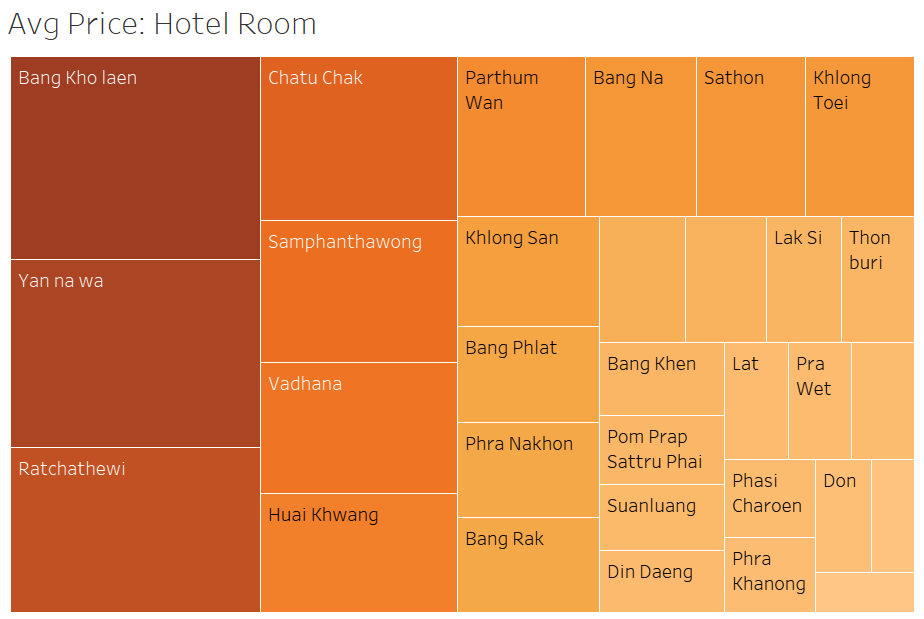 Avg Price: Hotel Room
Bang Kho laen
Yan na wa
Ratchathewi
Chatu Chak
Samphanthawong
Vadhana
Huai Khwang
Parthum
Wan
Bang Na
Sathon
Khlong
Toei
Khlong San
Bang Phlat
Phra Nakhon
Bang Rak
Lak Si
Thon
buri
Bang Khen
Pom Prap
Sattru Phai
Suanluang
Din Daeng
Lat
Pra
Wet
Phasi
Charoen
Phra
Khanong
Don